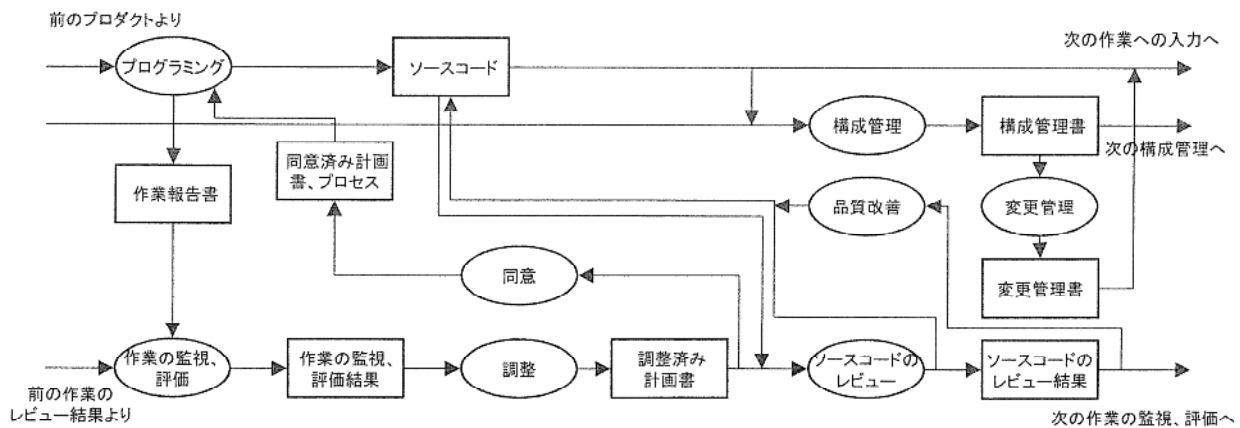 前のプロダクトより
プログラミング
ソースコード
次の作業への入力へ
構成管理
構成管理書
次の構成管理へ
同意済み計画
書、プロセス
作業報告書
品質改善
変更管理
同意
変更管理書
作業の監視、
評価
作業の監視、
評価結果
調整
調整済み
計画書
ソースコードの
レビュー
ソースコードの
レビュー結果
前の作業の
レビュー結果より
次の作業の監視、評価へ